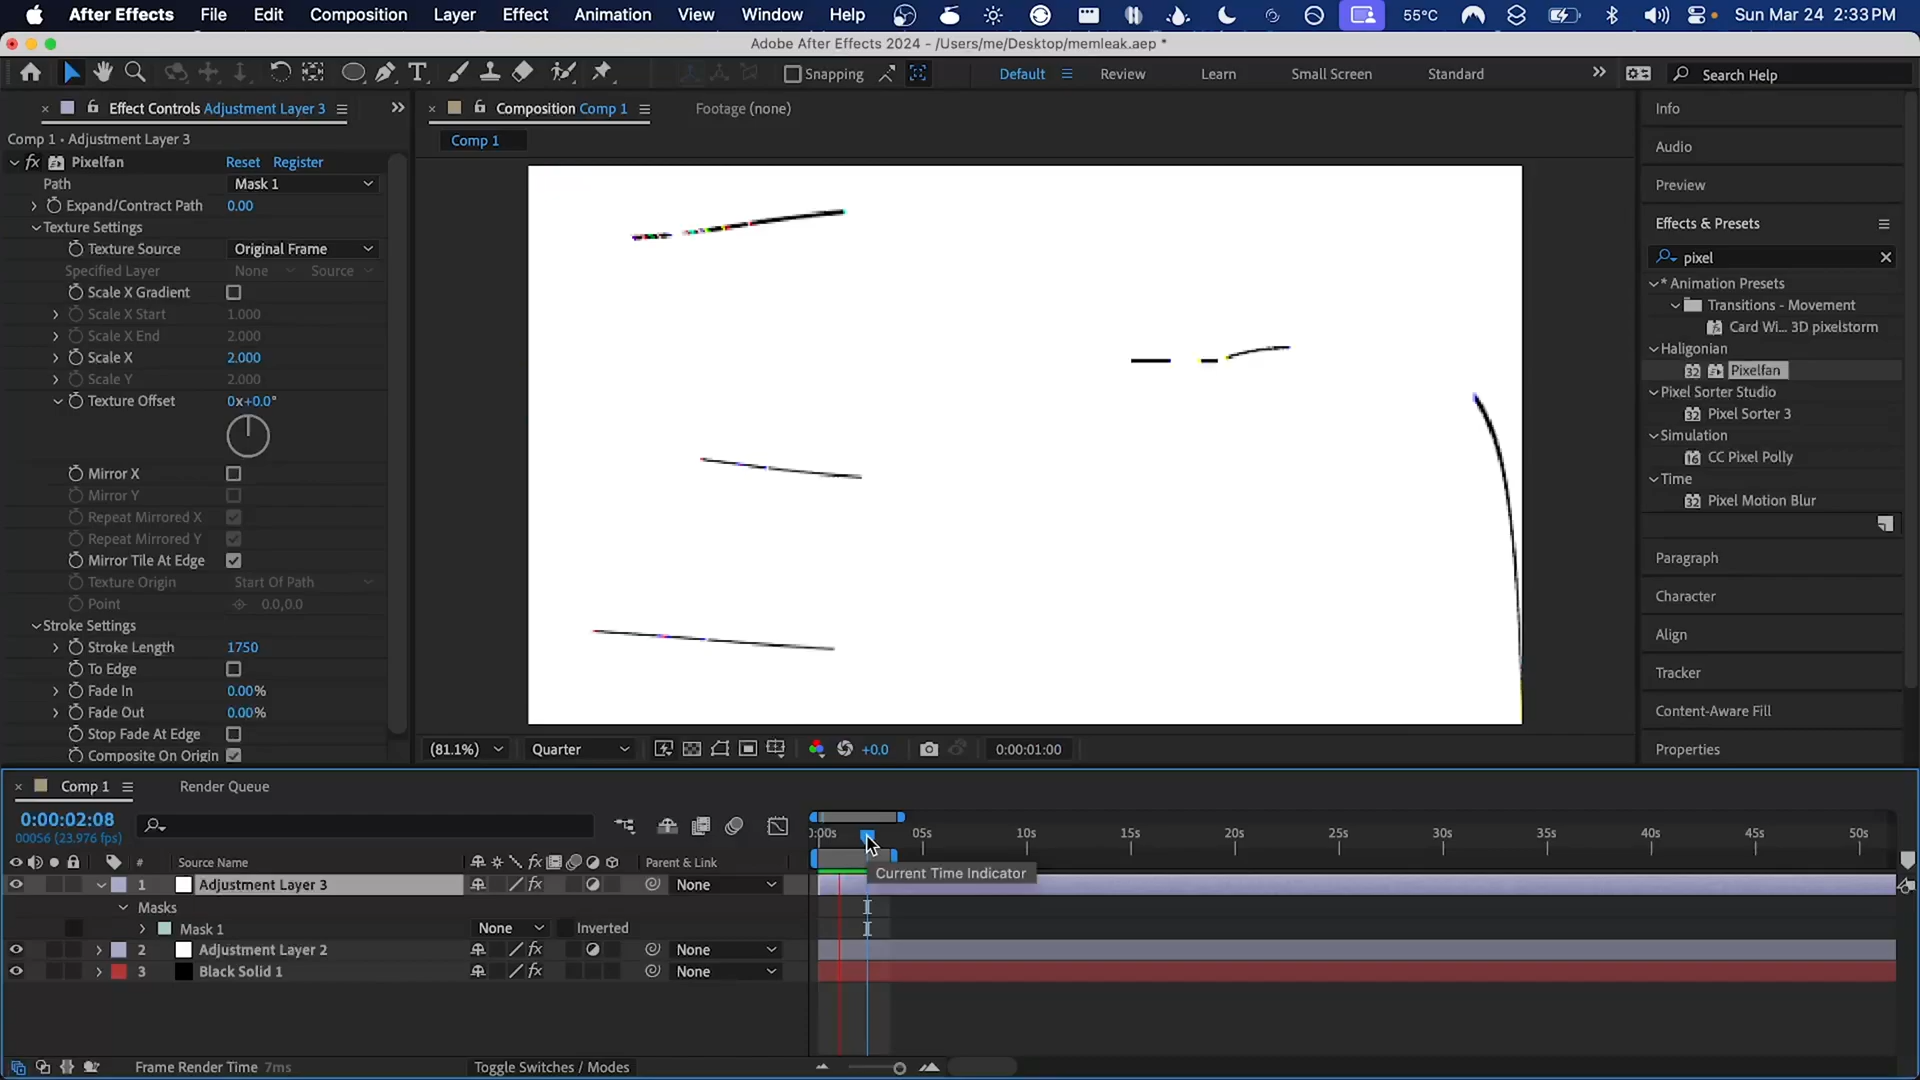 After Effects File Edit Composition Layer Effect Animation View Window Help 55°C Sun Mar 24 2:33 PM
Adobe After Effects 2024 - /Users/me/Desktop/memleak.aep *
Snapping Default Review Learn Small Screen Standard Search Help
Effect Controls Adjustment Layer 3
Composition Comp 1
Footage (none)
Comp 1 • Adjustment Layer 3
Comp 1
fx Pixelfan Reset Register
Path Mask 1
Expand/Contract Path 0.00
Texture Settings
Texture Source Original Frame
Specified Layer None Source
Scale X Gradient
Scale X Start 1.000
Scale X End 2.000
Scale X 2.000
Scale Y 2.000
Texture Offset 0x+0.0°
Mirror X
Mirror Y
Repeat Mirrored X
Repeat Mirrored Y
Mirror Tile At Edge
Texture Origin Start Of Path
Point 0.0,0.0
Stroke Settings
Stroke Length 1750
To Edge
Fade In 0.00%
Fade Out 0.00%
Stop Fade At Edge
Composite On Origin
(81.1%) Quarter +0.0 0:00:01:00
Info
Audio
Preview
Effects & Presets
pixel
* Animation Presets
Transitions - Movement
Card Wi... 3D pixelstorm
Haligonian
32 Pixelfan
Pixel Sorter Studio
32 Pixel Sorter 3
Simulation
16 CC Pixel Polly
Time
32 Pixel Motion Blur
Paragraph
Character
Align
Tracker
Content-Aware Fill
Properties
Comp 1 Render Queue
0:00:02:08
00056 (23.976 fps)
0:00s 05s 10s 15s 20s 25s 30s 35s 40s 45s 50s
# Source Name fx Parent & Link
Current Time Indicator
1 Adjustment Layer 3 fx None
Masks
Mask 1 None Inverted
2 Adjustment Layer 2 fx None
3 Black Solid 1 fx None
Frame Render Time 7ms Toggle Switches / Modes